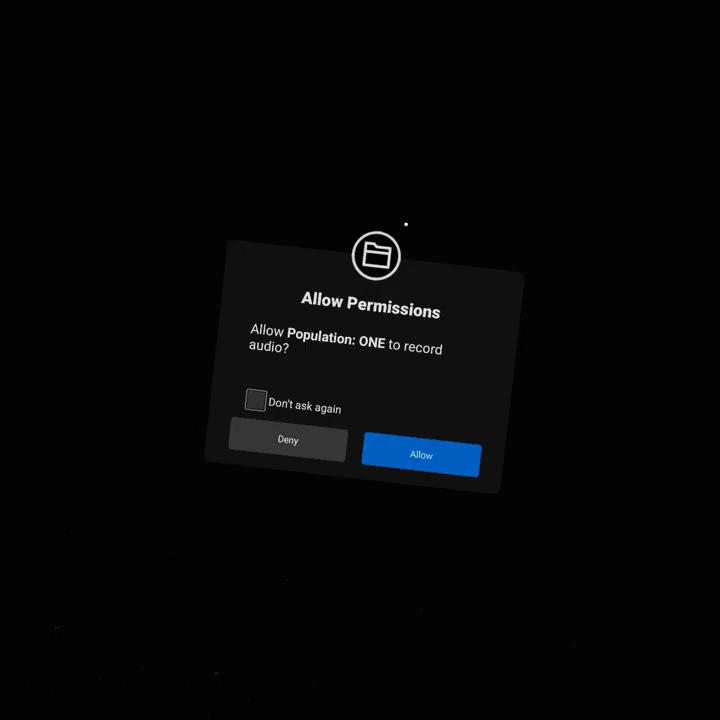 Allow Permissions
Allow Population: ONE to record
audio?
Don't ask again
Deny
Allow